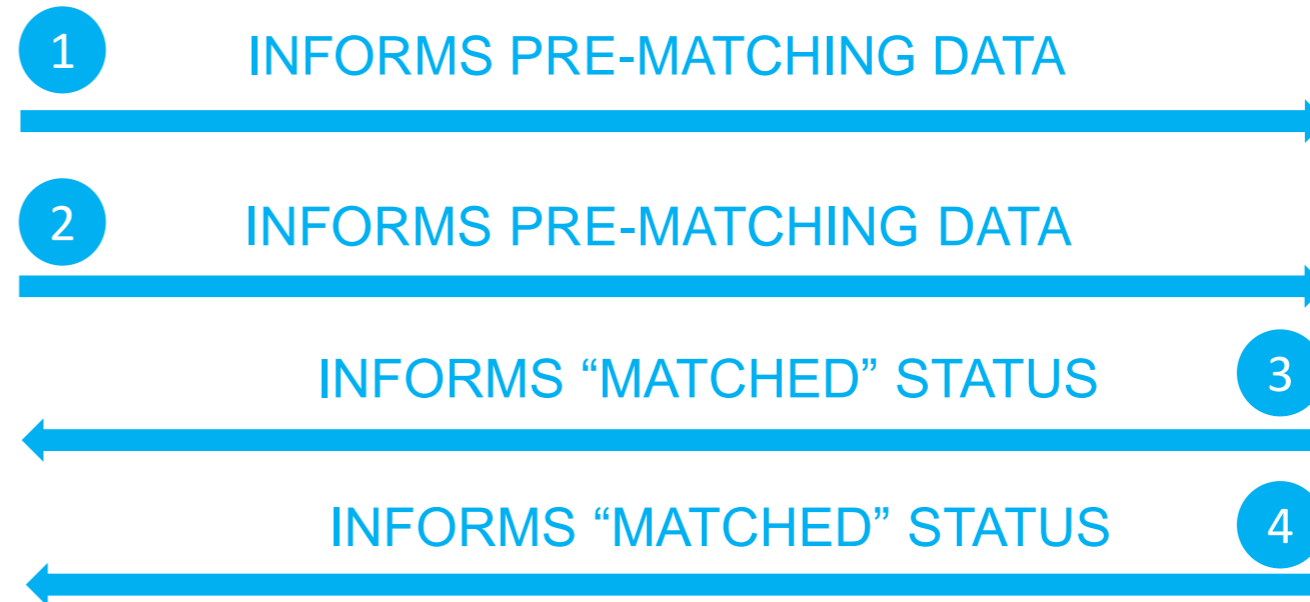 1 INFORMS PRE-MATCHING DATA
2 INFORMS PRE-MATCHING DATA
INFORMS “MATCHED” STATUS 3
INFORMS “MATCHED” STATUS 4